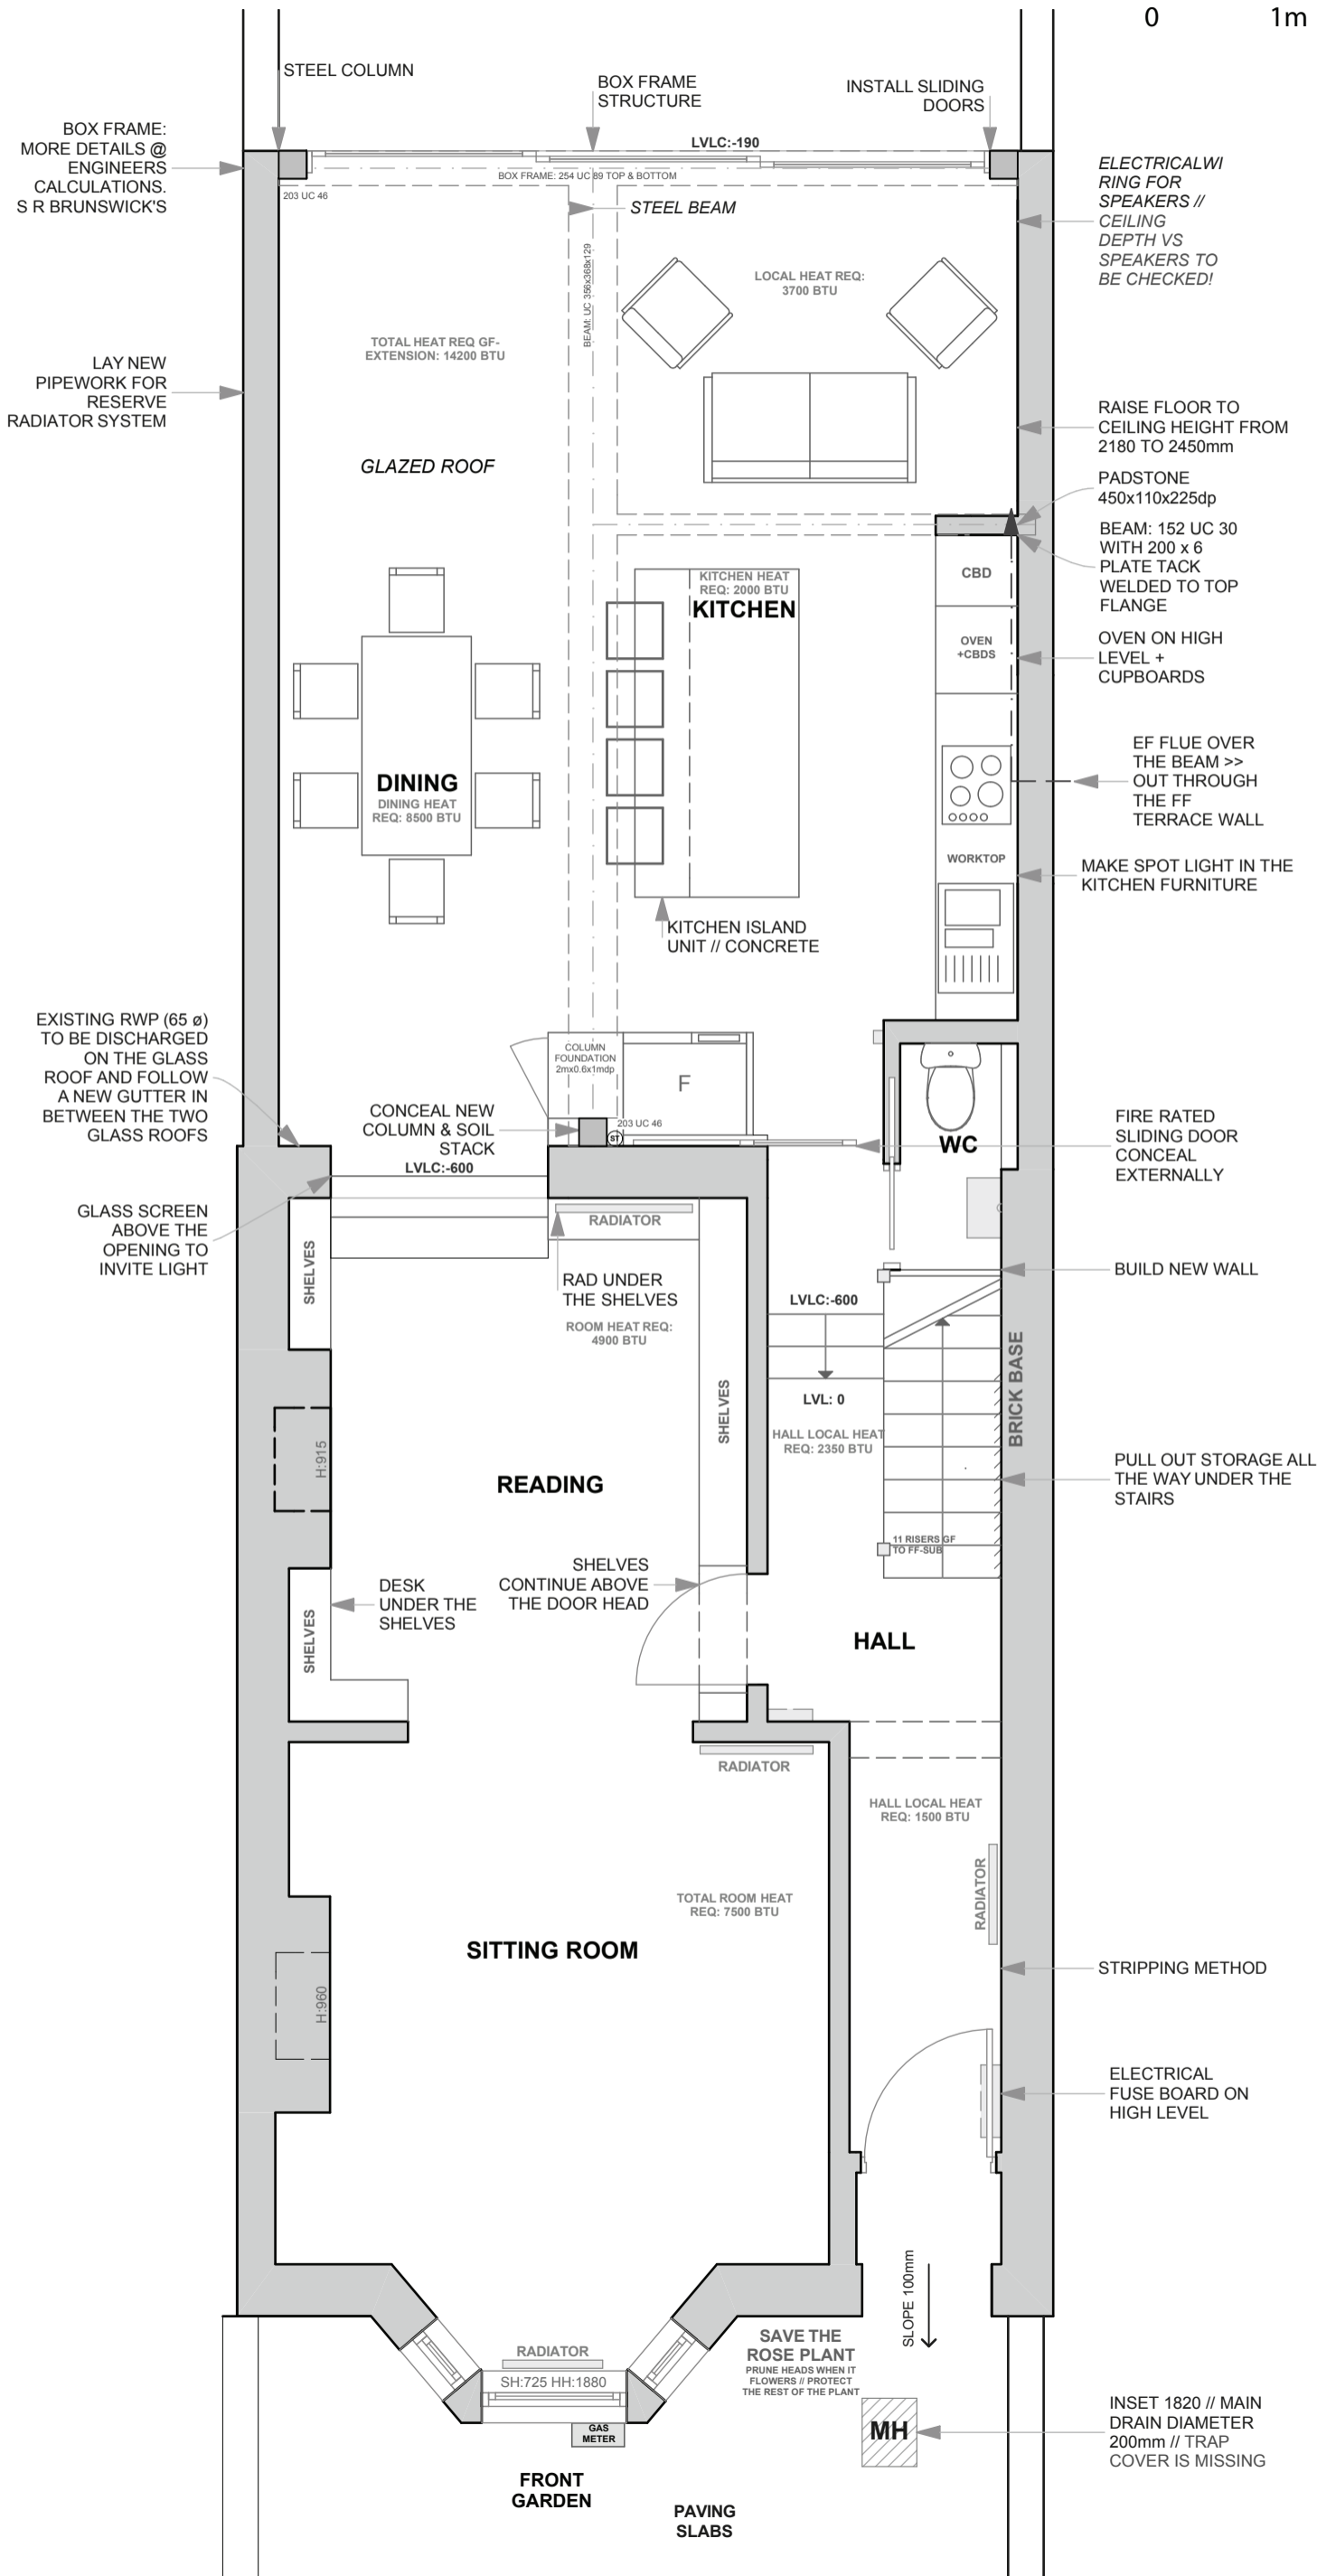 0 1m
STEEL COLUMN
BOX FRAME
STRUCTURE
INSTALL SLIDING
DOORS
BOX FRAME:
MORE DETAILS @
ENGINEERS
CALCULATIONS.
S R BRUNSWICK'S
LVLC:-190
BOX FRAME: 254 UC 89 TOP & BOTTOM
203 UC 46
STEEL BEAM
BEAM: UC 356x368x129
ELECTRICALWI
RING FOR
SPEAKERS //
CEILING
DEPTH VS
SPEAKERS TO
BE CHECKED!
LOCAL HEAT REQ:
3700 BTU
TOTAL HEAT REQ GF-
EXTENSION: 14200 BTU
LAY NEW
PIPEWORK FOR
RESERVE
RADIATOR SYSTEM
RAISE FLOOR TO
CEILING HEIGHT FROM
2180 TO 2450mm
GLAZED ROOF
PADSTONE
450x110x225dp
BEAM: 152 UC 30
WITH 200 x 6
PLATE TACK
WELDED TO TOP
FLANGE
CBD
KITCHEN HEAT
REQ: 2000 BTU
KITCHEN
OVEN
+CBDS
OVEN ON HIGH
LEVEL +
CUPBOARDS
EF FLUE OVER
THE BEAM >>
OUT THROUGH
THE FF
TERRACE WALL
DINING
DINING HEAT
REQ: 8500 BTU
WORKTOP
MAKE SPOT LIGHT IN THE
KITCHEN FURNITURE
KITCHEN ISLAND
UNIT // CONCRETE
EXISTING RWP (65 ø)
TO BE DISCHARGED
ON THE GLASS
ROOF AND FOLLOW
A NEW GUTTER IN
BETWEEN THE TWO
GLASS ROOFS
COLUMN
FOUNDATION
2mx0.6x1mdp
F
CONCEAL NEW
COLUMN & SOIL
STACK
203 UC 46
ST
WC
FIRE RATED
SLIDING DOOR
CONCEAL
EXTERNALLY
LVLC:-600
GLASS SCREEN
ABOVE THE
OPENING TO
INVITE LIGHT
SHELVES
RADIATOR
RAD UNDER
THE SHELVES
ROOM HEAT REQ:
4900 BTU
BUILD NEW WALL
LVLC:-600
LVL: 0
HALL LOCAL HEAT
REQ: 2350 BTU
SHELVES
BRICK BASE
H:915
READING
PULL OUT STORAGE ALL
THE WAY UNDER THE
STAIRS
11 RISERS GF
TO FF-SUB
SHELVES
CONTINUE ABOVE
THE DOOR HEAD
DESK
UNDER THE
SHELVES
SHELVES
HALL
RADIATOR
HALL LOCAL HEAT
REQ: 1500 BTU
TOTAL ROOM HEAT
REQ: 7500 BTU
RADIATOR
SITTING ROOM
H:960
STRIPPING METHOD
ELECTRICAL
FUSE BOARD ON
HIGH LEVEL
SLOPE 100mm
RADIATOR
SH:725 HH:1880
SAVE THE
ROSE PLANT
PRUNE HEADS WHEN IT
FLOWERS // PROTECT
THE REST OF THE PLANT
GAS
METER
MH
INSET 1820 // MAIN
DRAIN DIAMETER
200mm // TRAP
COVER IS MISSING
FRONT
GARDEN
PAVING
SLABS